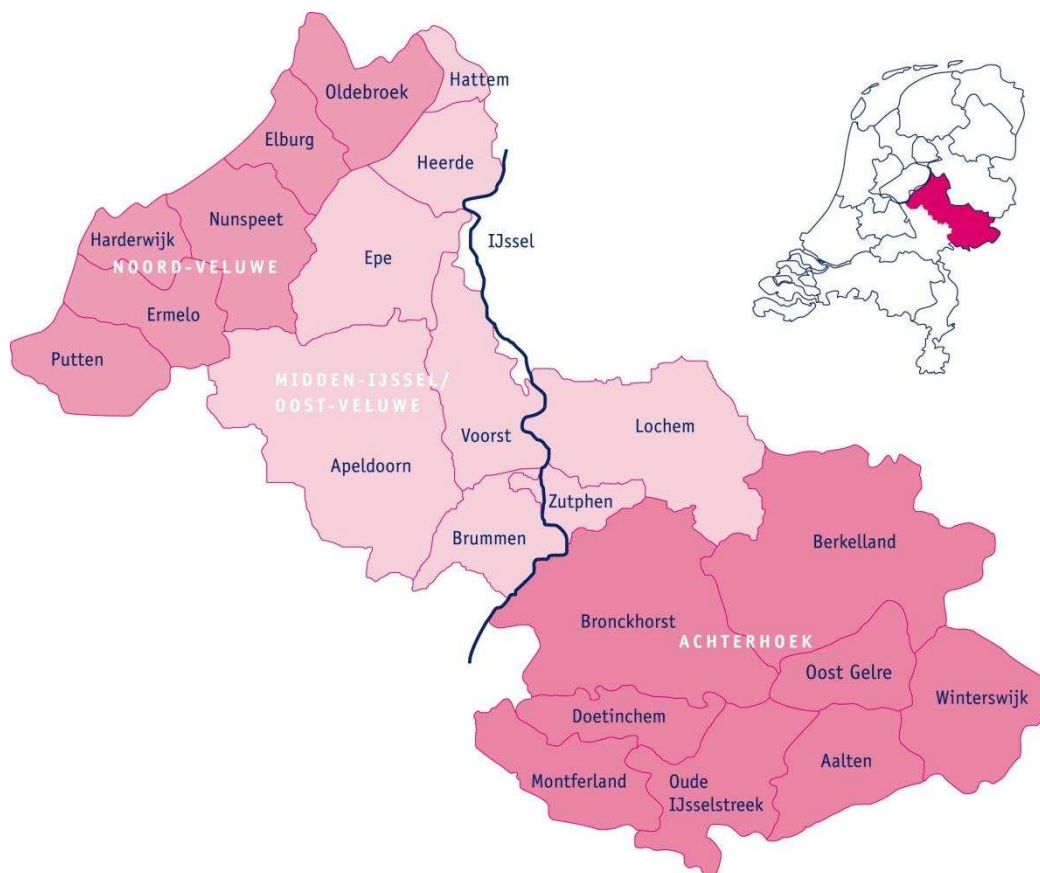 Hattem
Oldebroek
Elburg
Heerde
Nunspeet
Harderwijk
IJssel
Epe
NOORD-VELUWE
Ermelo
Putten
MIDDEN-IJSSEL/
OOST-VELUWE
Lochem
Voorst
Apeldoorn
Zutphen
Brummen
Berkelland
Bronckhorst
ACHTERHOEK
Oost Gelre
Winterswijk
Doetinchem
Aalten
Montferland
Oude
IJsselstreek